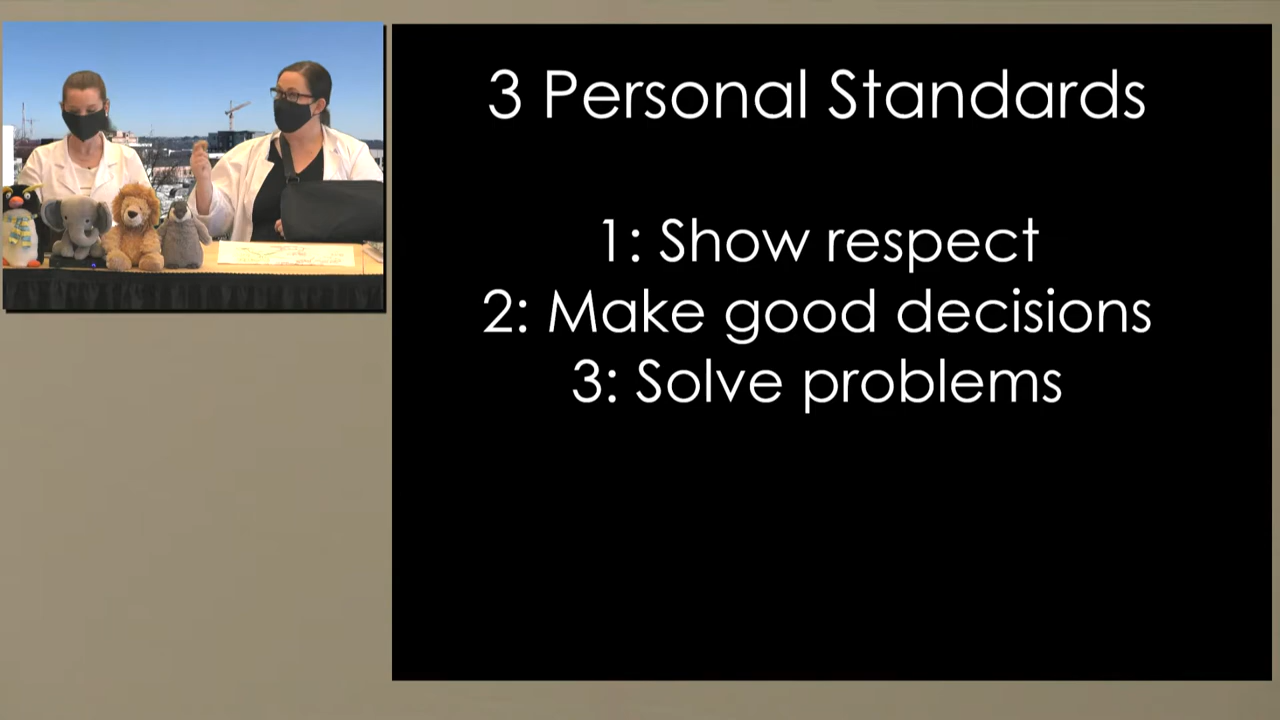 3 Personal Standards
1: Show respect
2: Make good decisions
3: Solve problems